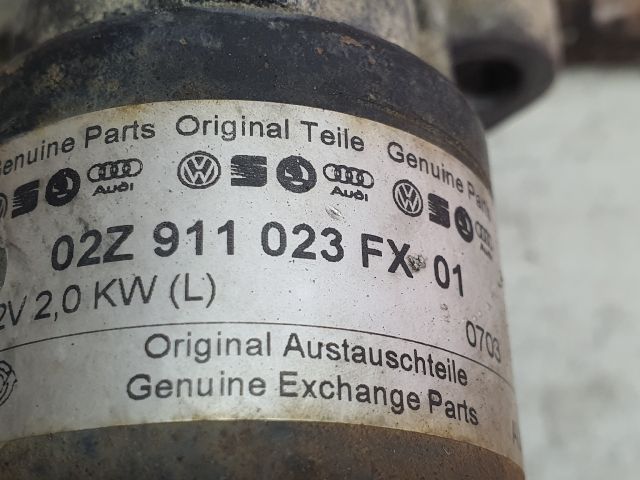 Genuine Parts Original Teile Genuine Parts
Audi Audi Audi
02Z 911 023 FX 01
2V 2,0 KW (L)
0703
Original Austauschteile
Genuine Exchange Parts